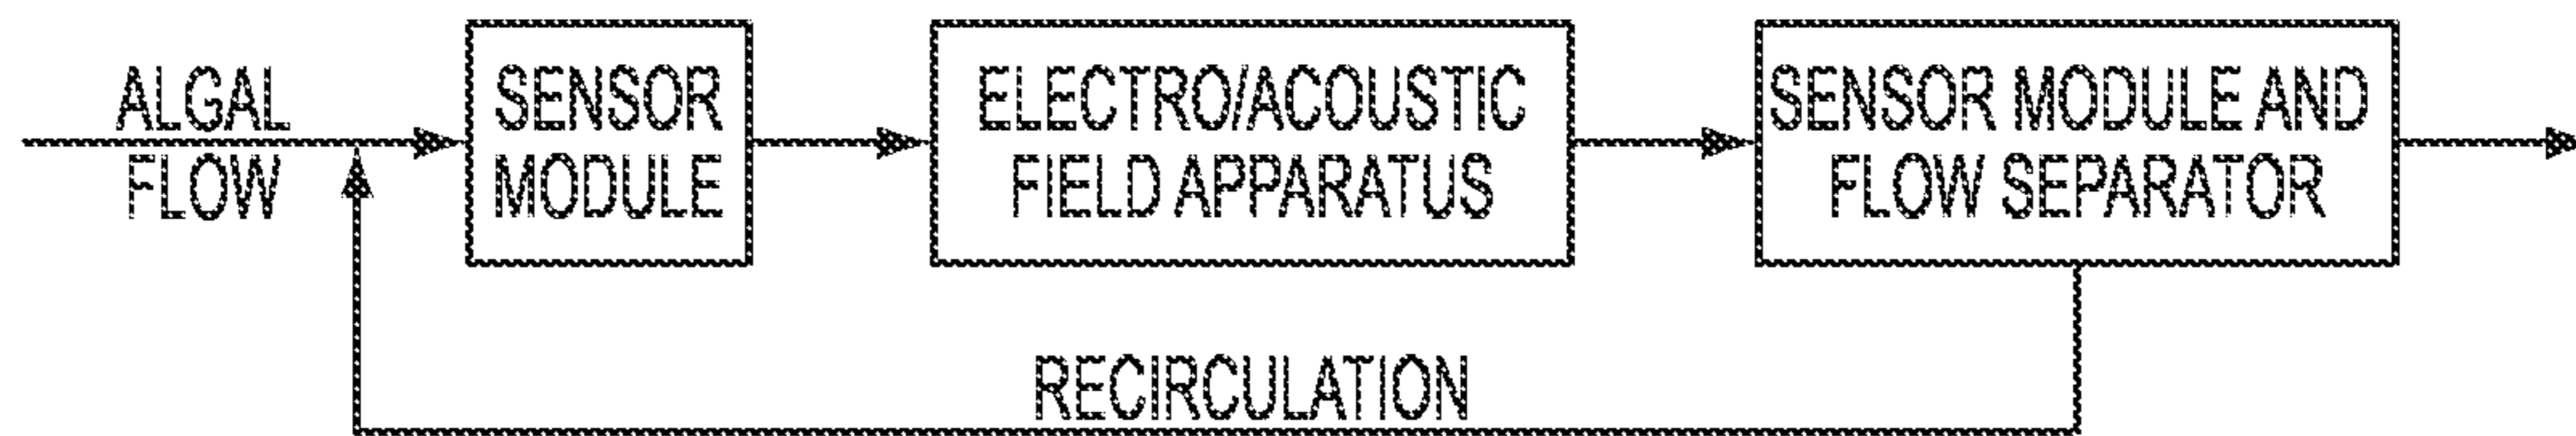 ALGAL
FLOW
SENSOR
MODULE
ELECTRO/ACOUSTIC
FIELD APPARATUS
SENSOR MODULE AND
FLOW SEPARATOR
RECIRCULATION